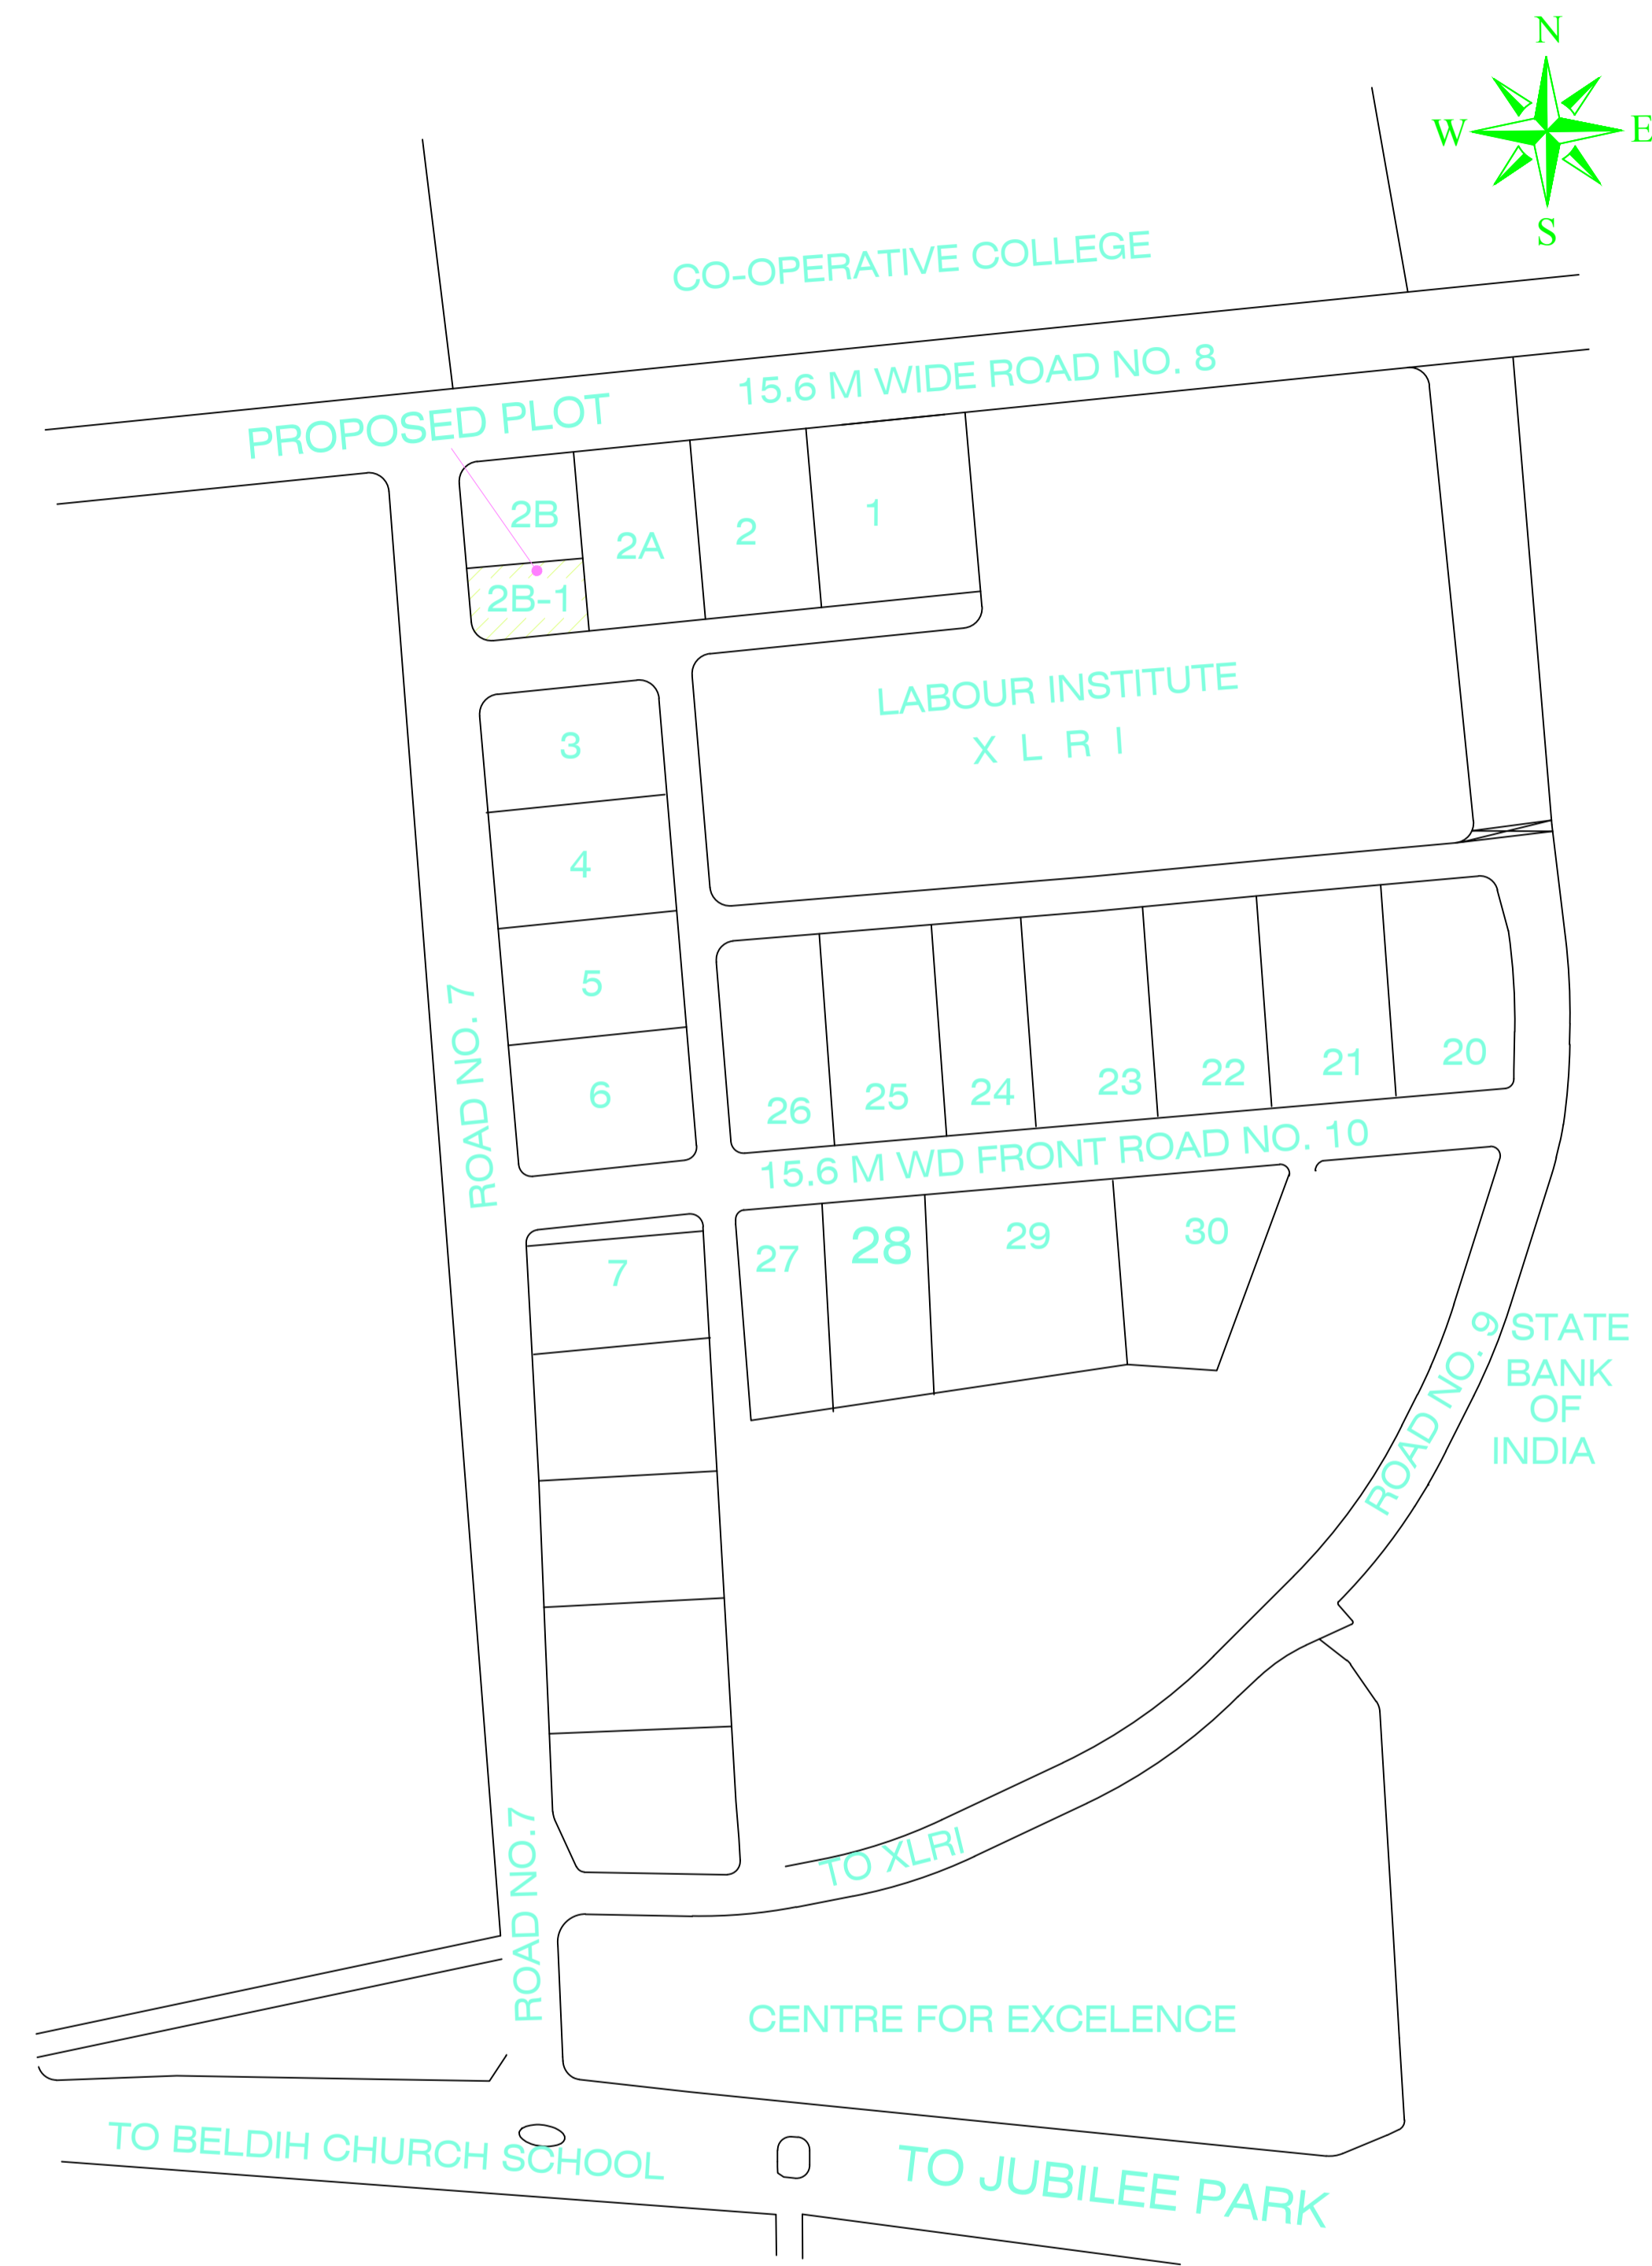 N
W
E
S
CO-OPERATIVE COLLEGE
15.6 M WIDE ROAD NO. 8
PROPOSED PLOT
2B
2A
2
1
2B-1
LABOUR INSTITUTE
X L R I
3
4
5
6
ROAD NO. 7
26
25
24
23
22
21
20
15.6 M WD FRONT ROAD NO. 10
7
27
28
29
30
ROAD NO. 9
STATE
BANK
OF
INDIA
TO XLRI
ROAD NO.7
CENTRE FOR EXCELENCE
TO BELDIH CHURCH SCHOOL
TO JUBILEE PARK